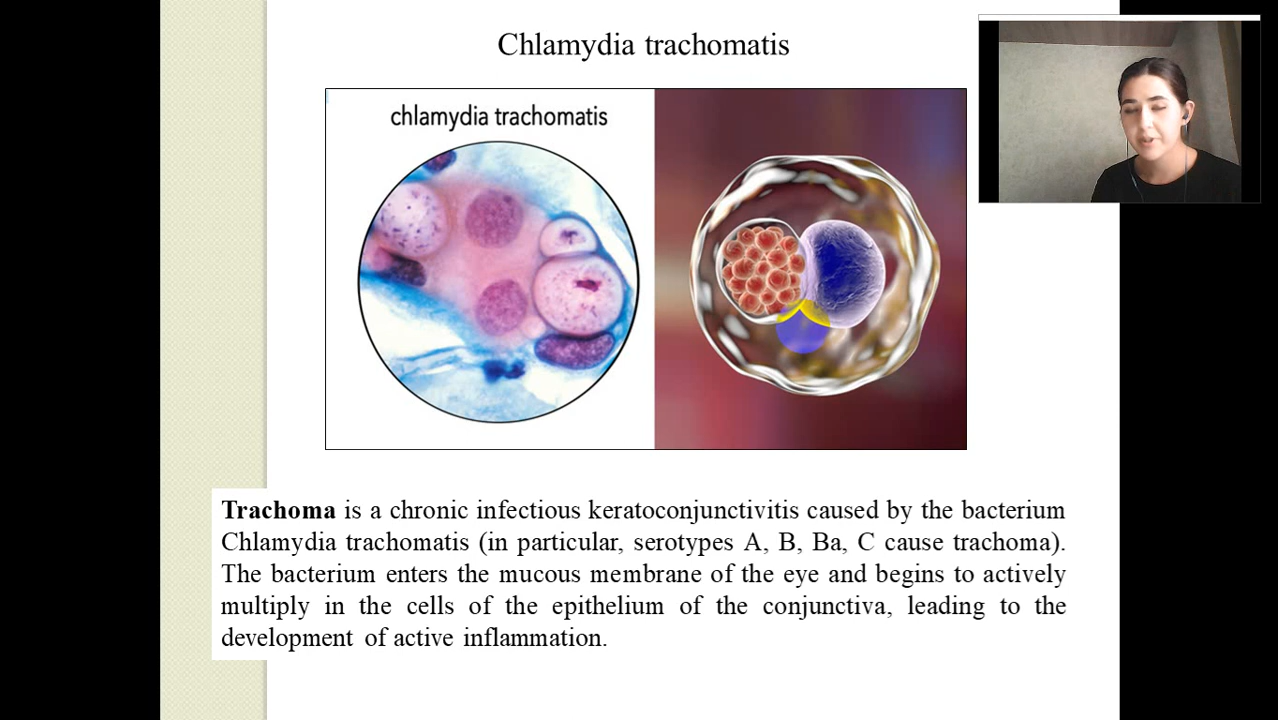 Chlamydia trachomatis
chlamydia trachomatis
Trachoma is a chronic infectious keratoconjunctivitis caused by the bacterium
Chlamydia trachomatis (in particular, serotypes A, B, Ba, C cause trachoma).
The bacterium enters the mucous membrane of the eye and begins to actively
multiply in the cells of the epithelium of the conjunctiva, leading to the
development of active inflammation.